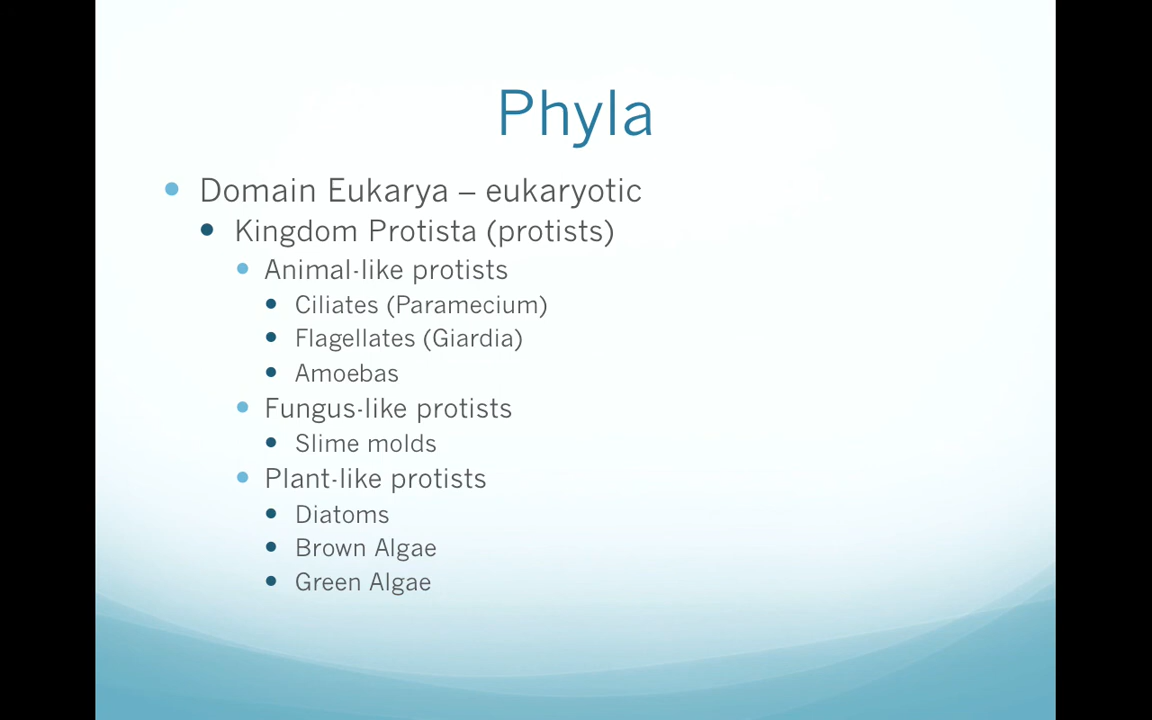 Phyla
Domain Eukarya – eukaryotic
Kingdom Protista (protists)
Animal-like protists
Ciliates (Paramecium)
Flagellates (Giardia)
Amoebas
Fungus-like protists
Slime molds
Plant-like protists
Diatoms
Brown Algae
Green Algae